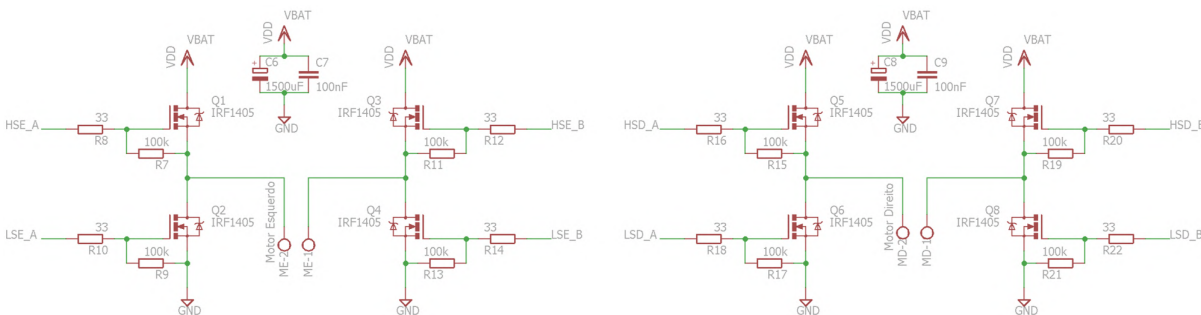 VBAT
VDD
C6
1500uF
C7
100nF
GND
VBAT
VDD
Q1
IRF1405
HSE_A
33
R8
100k
R7
VBAT
VDD
Q3
IRF1405
HSE_B
33
R12
100k
R11
Q2
IRF1405
LSE_A
33
R10
100k
R9
GND
Motor Esquerdo
ME-2
ME-1
Q4
IRF1405
LSE_B
33
R14
100k
R13
GND
VBAT
VDD
C8
1500uF
C9
100nF
GND
VBAT
VDD
Q5
IRF1405
HSD_A
33
R16
100k
R15
VBAT
VDD
Q7
IRF1405
HSD_B
33
R20
100k
R19
Q6
IRF1405
LSD_A
33
R18
100k
R17
GND
Motor Direito
MD-2
MD-1
Q8
IRF1405
LSD_B
33
R22
100k
R21
GND